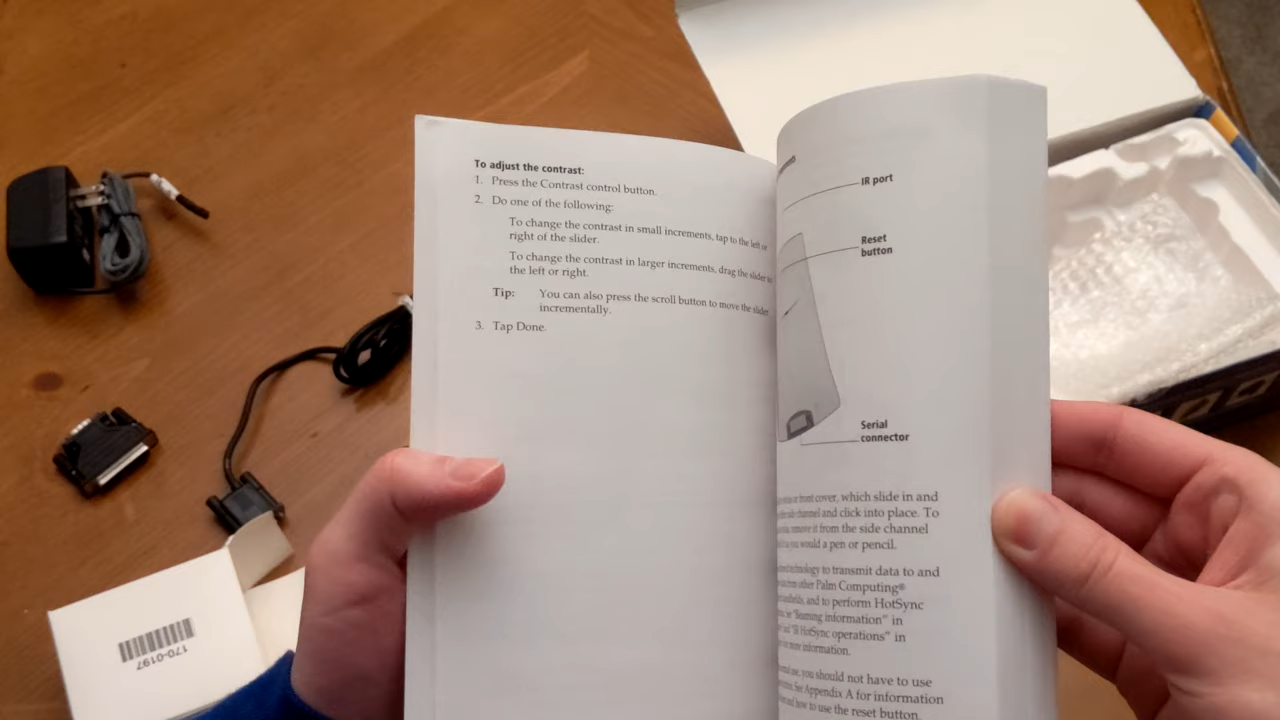 To adjust the contrast:
1. Press the Contrast control button.
2. Do one of the following:
To change the contrast in small increments, tap to the left or
right of the slider.
To change the contrast in larger increments, drag the slider to
the left or right.
Tip: You can also press the scroll button to move the slider
incrementally.
3. Tap Done.
IR port
Reset
button
Serial
connector
or front cover, which slide in and
channel and click into place. To
remove it from the side channel
you would a pen or pencil.
technology to transmit data to and
other Palm Computing®
handhelds, and to perform HotSync
"Beaming information" in
"IR HotSync operations" in
more information.
use, you should not have to use
See Appendix A for information
and how to use the reset button.
170-0197